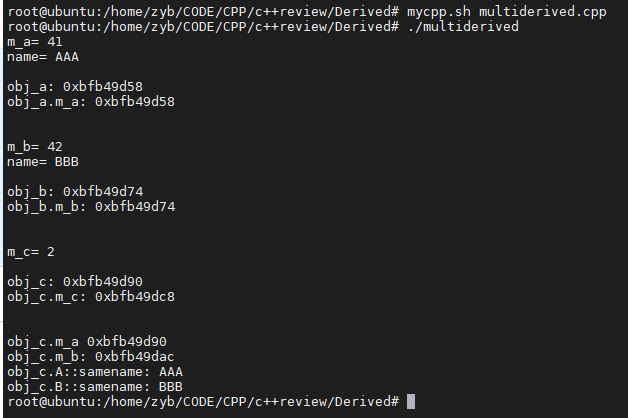 root@ubuntu:/home/zyb/CODE/CPP/c++review/Derived# mycpp.sh multiderived.cpp
root@ubuntu:/home/zyb/CODE/CPP/c++review/Derived# ./multiderived
m_a= 41
name= AAA
obj_a: 0xbfb49d58
obj_a.m_a: 0xbfb49d58
m_b= 42
name= BBB
obj_b: 0xbfb49d74
obj_b.m_b: 0xbfb49d74
m_c= 2
obj_c: 0xbfb49d90
obj_c.m_c: 0xbfb49dc8
obj_c.m_a 0xbfb49d90
obj_c.m_b: 0xbfb49dac
obj_c.A::samename: AAA
obj_c.B::samename: BBB
root@ubuntu:/home/zyb/CODE/CPP/c++review/Derived#